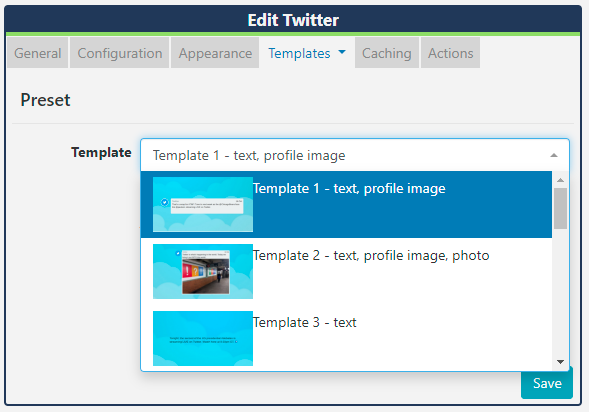 Edit Twitter
General Configuration Appearance Templates Caching Actions
Preset
Template
Template 1 - text, profile image
Template 1 - text, profile image
Template 2 - text, profile image, photo
Template 3 - text
Save